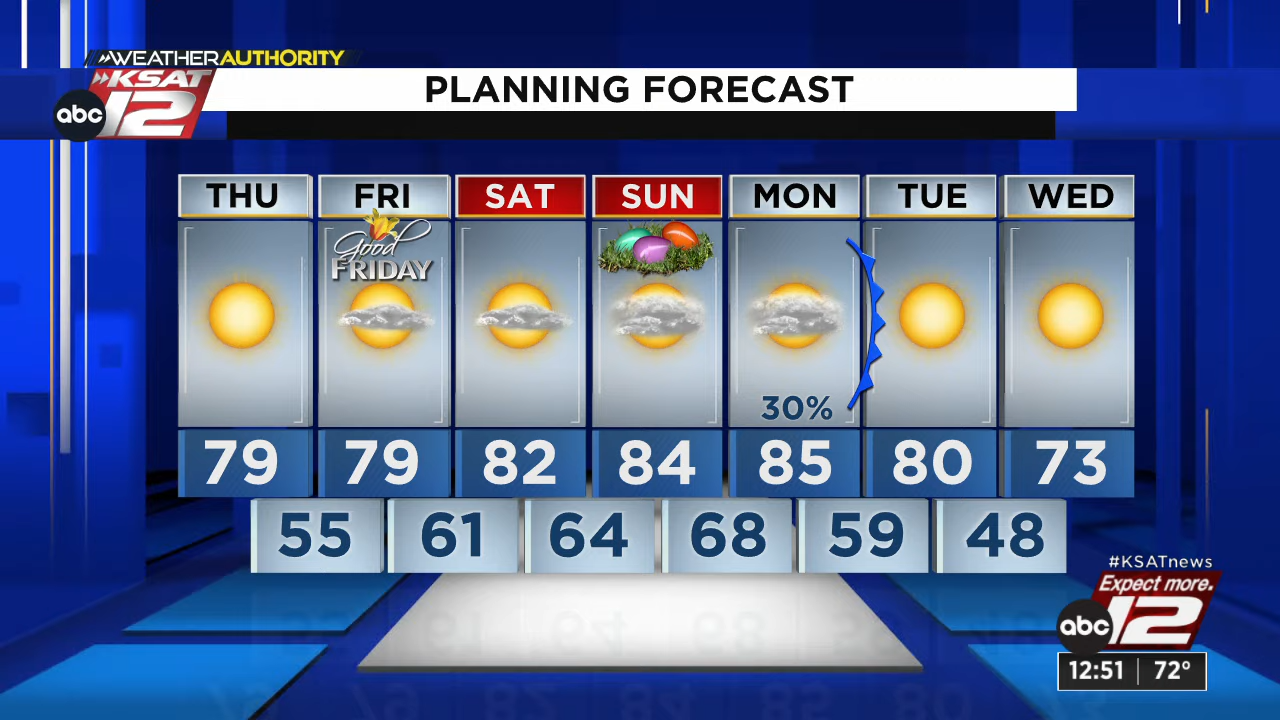 WEATHERAUTHORITY
KSAT
abc 12
PLANNING FORECAST
THU FRI SAT SUN MON TUE WED
Good
FRIDAY
30%
79 79 82 84 85 80 73
55 61 64 68 59 48
#KSATnews
Expect more.
abc 12
12:51 72°